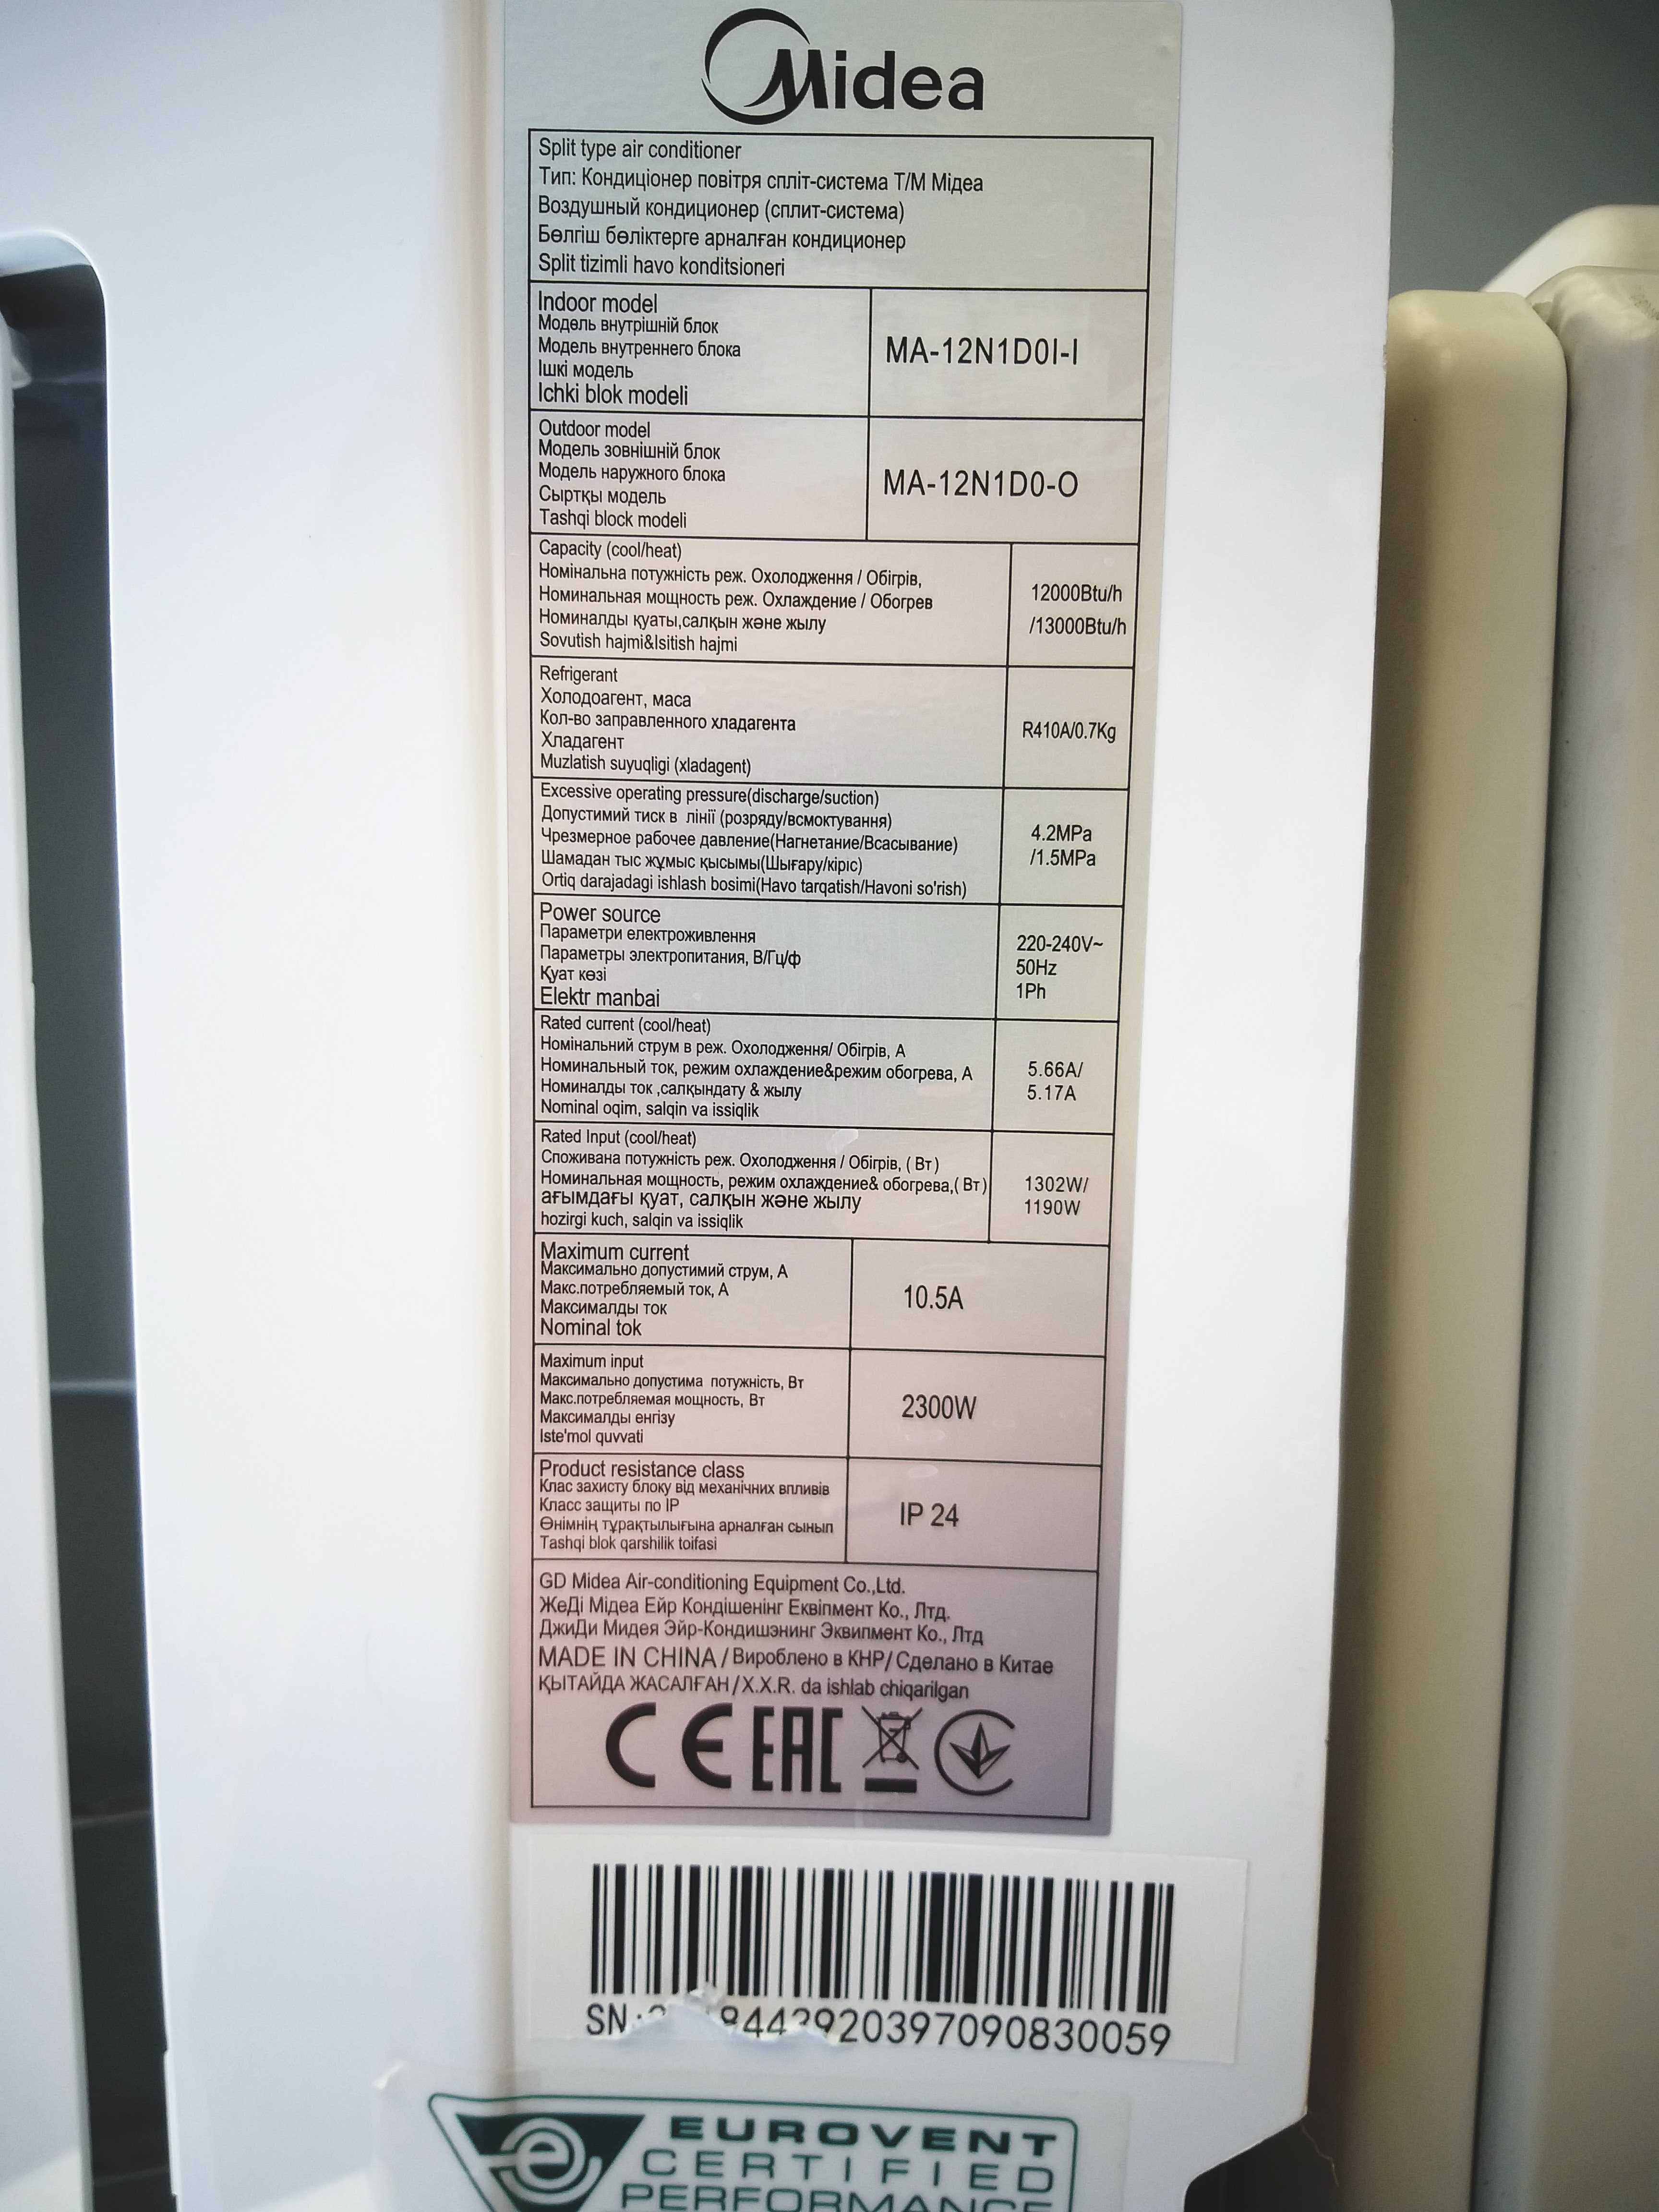 Midea
Split type air conditioner
Тип: Кондиціонер повітря спліт-система Т/М Мідеа
Воздушный кондиционер (сплит-система)
Бөлгіш бөліктерге арналған кондиционер
Split tizimli havo konditsioneri
Indoor model
Модель внутрішній блок
Модель внутреннего блока
Ішкі модель
Ichki blok modeli
MA-12N1D0I-I
Outdoor model
Модель зовнішній блок
Модель наружного блока
Сыртқы модель
Tashqi block modeli
MA-12N1D0-O
Capacity (cool/heat)
Номінальна потужність реж. Охолодження / Обігрів,
Номинальная мощность реж. Охлаждение / Обогрев
Номиналды қуаты,салқын және жылу
Sovutish hajmi&Isitish hajmi
12000Btu/h
/13000Btu/h
Refrigerant
Холодоагент, маса
Кол-во заправленного хладагента
Хладагент
Muzlatish suyuqligi (xladagent)
R410A/0.7Kg
Excessive operating pressure(discharge/suction)
Допустимий тиск в лінії (розряду/всмоктування)
Чрезмерное рабочее давление(Нагнетание/Всасывание)
Шамадан тыс жұмыс қысымы(Шығару/кіріс)
Ortiq darajadagi ishlash bosimi(Havo tarqatish/Havoni so'rish)
4.2MPa
/1.5MPa
Power source
Параметри електроживлення
Параметры электропитания, В/Гц/ф
Қуат көзі
Elektr manbai
220-240V~
50Hz
1Ph
Rated current (cool/heat)
Номінальний струм в реж. Охолодження/ Обігрів, А
Номинальный ток, режим охлаждение&режим обогрева, А
Номиналды ток ,салқындату & жылу
Nominal oqim, salqin va issiqlik
5.66A/
5.17A
Rated Input (cool/heat)
Споживана потужність реж. Охолодження / Обігрів, ( Вт )
Номинальная мощность, режим охлаждение& обогрева,( Вт)
ағымдағы қуат, салқын және жылу
hozirgi kuch, salqin va issiqlik
1302W/
1190W
Maximum current
Максимально допустимий струм, А
Макс.потребляемый ток, А
Максималды ток
Nominal tok
10.5A
Maximum input
Максимально допустима потужність, Вт
Макс.потребляемая мощность, Вт
Максималды енгізу
Iste'mol quvvati
2300W
Product resistance class
Клас захисту блоку від механічних впливів
Класс защиты по IP
Өнімнің тұрақтылығына арналған сынып
Tashqi blok qarshilik toifasi
IP 24
GD Midea Air-conditioning Equipment Co.,Ltd.
ЖеДі Мідеа Ейр Кондішенінг Еквіпмент Ко., Лтд.
ДжиДи Мидея Эйр-Кондишэнинг Эквипмент Ко., Лтд
MADE IN CHINA / Вироблено в КНР/ Сделано в Китае
ҚЫТАЙДА ЖАСАЛҒАН / X.X.R. da ishlab chiqarilgan
CE EAC
SN:
EUROVENT
CERTIFIED
PERFORMANCE